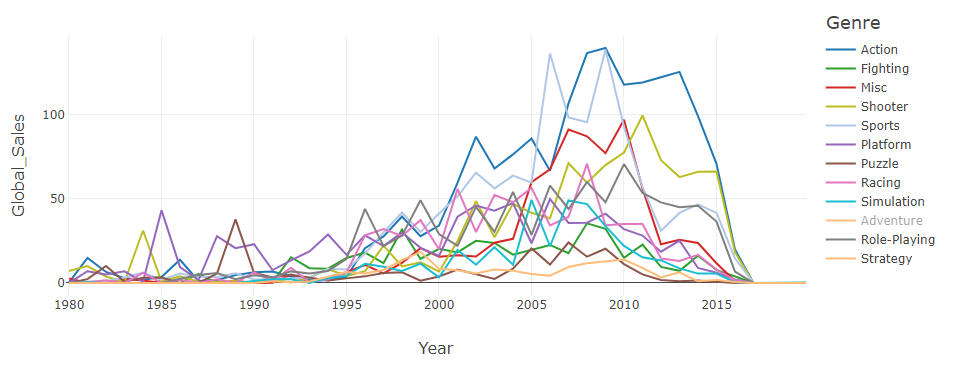 Genre
Action
Fighting
Misc
Shooter
Sports
Platform
Puzzle
Racing
Simulation
Adventure
Role-Playing
Strategy
Global_Sales
100
50
0
1980 1985 1990 1995 2000 2005 2010 2015
Year